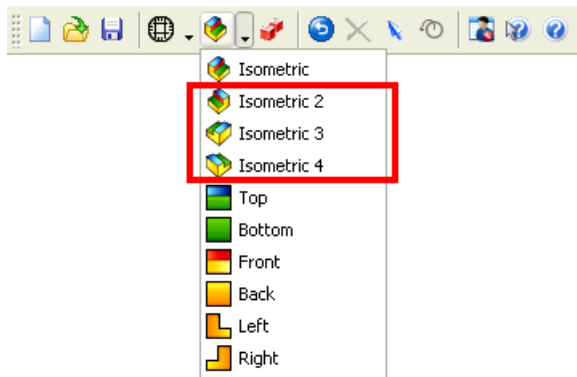 Isometric
Isometric 2
Isometric 3
Isometric 4
Top
Bottom
Front
Back
Left
Right